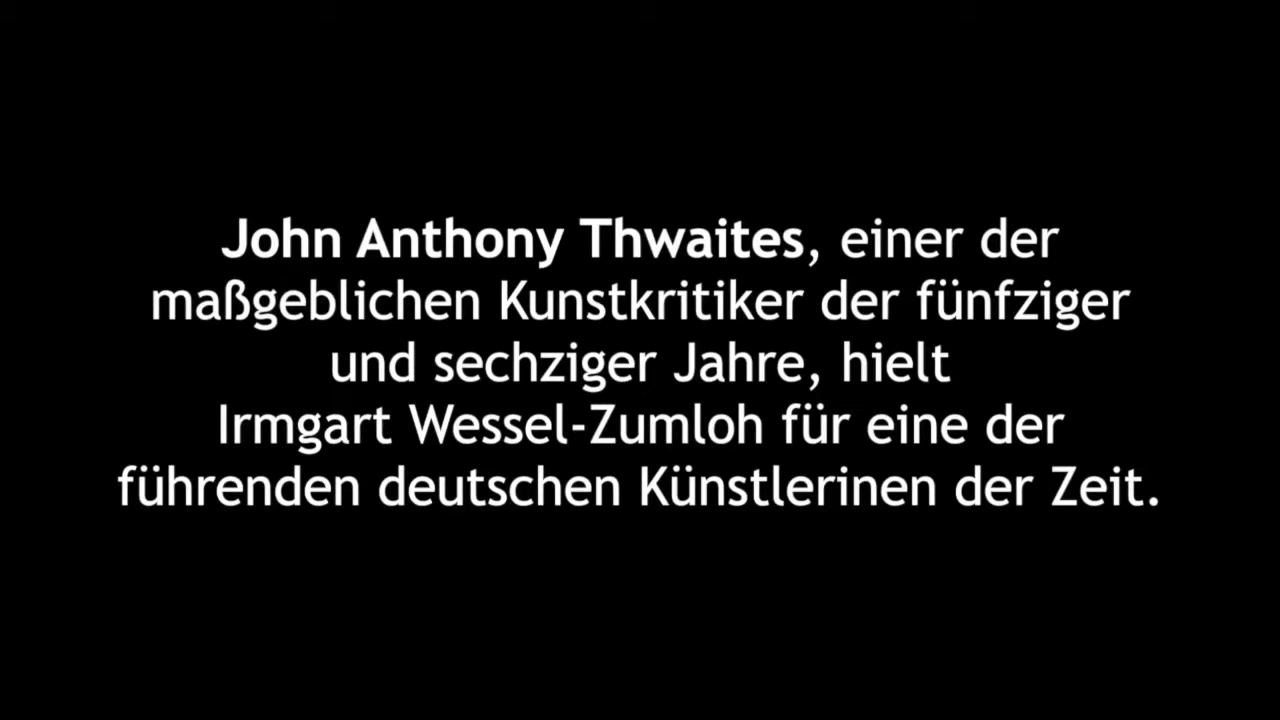 John Anthony Thwaites, einer der
maßgeblichen Kunstkritiker der fünfziger
und sechziger Jahre, hielt
Irmgart Wessel-Zumloh für eine der
führenden deutschen Künstlerinen der Zeit.